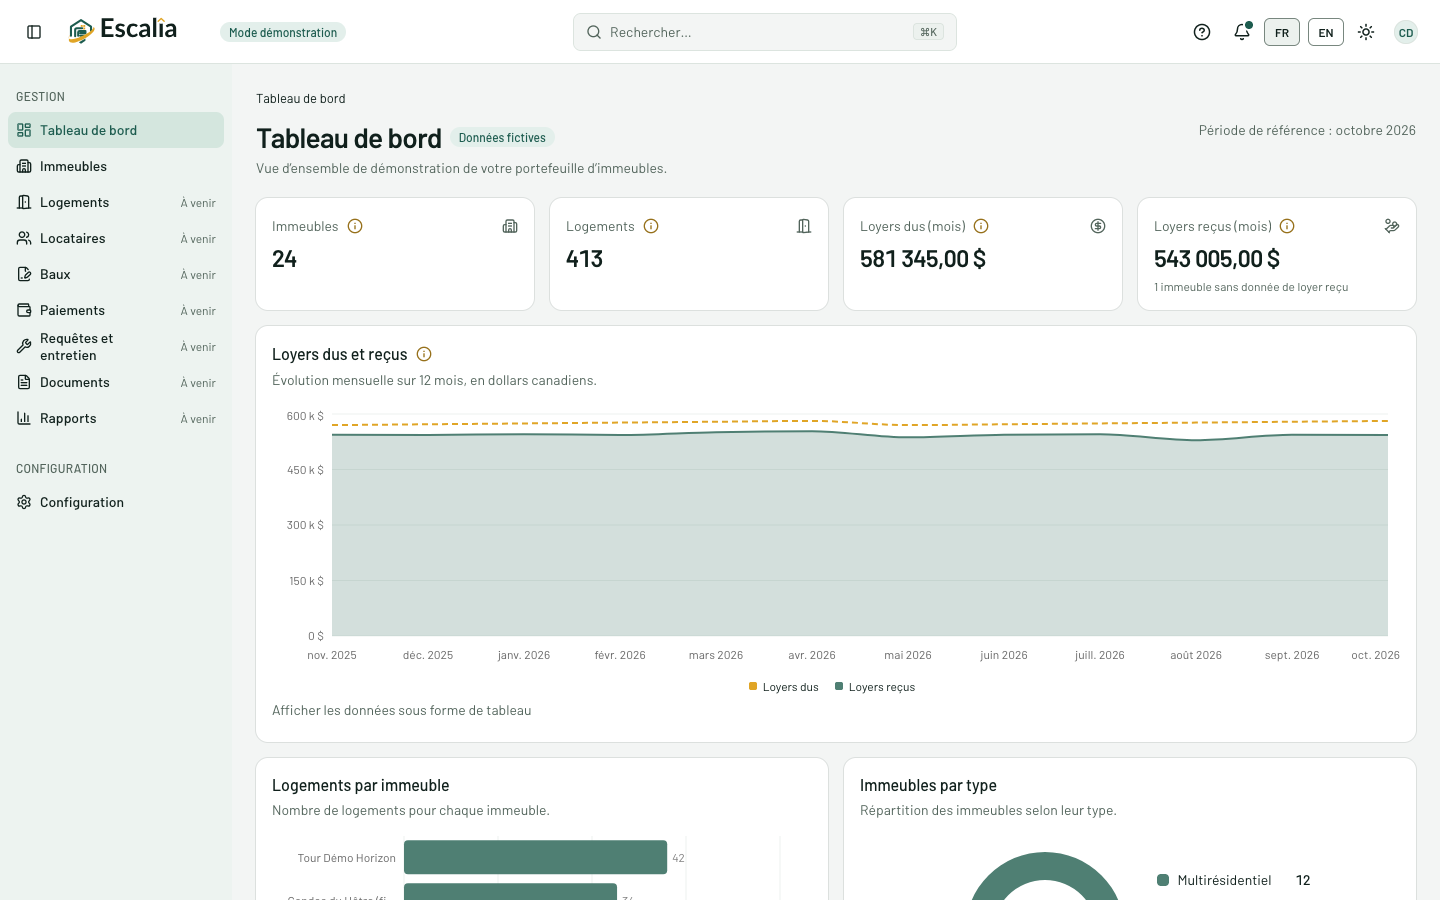 Escalia
Mode démonstration
Rechercher...
⌘K
FR
EN
CD
GESTION
Tableau de bord
Immeubles
Logements
À venir
Locataires
À venir
Baux
À venir
Paiements
À venir
Requêtes et
entretien
À venir
Documents
À venir
Rapports
À venir
CONFIGURATION
Configuration
Tableau de bord
Tableau de bord
Données fictives
Période de référence : octobre 2026
Vue d'ensemble de démonstration de votre portefeuille d'immeubles.
Immeubles
24
Logements
413
Loyers dus (mois)
581 345,00 $
Loyers reçus (mois)
543 005,00 $
1 immeuble sans donnée de loyer reçu
Loyers dus et reçus
Évolution mensuelle sur 12 mois, en dollars canadiens.
600 k $
450 k $
300 k $
150 k $
0 $
nov. 2025
déc. 2025
janv. 2026
févr. 2026
mars 2026
avr. 2026
mai 2026
juin 2026
juill. 2026
août 2026
sept. 2026
oct. 2026
Loyers dus
Loyers reçus
Afficher les données sous forme de tableau
Logements par immeuble
Nombre de logements pour chaque immeuble.
Tour Démo Horizon
42
Immeubles par type
Répartition des immeubles selon leur type.
Multirésidentiel
12